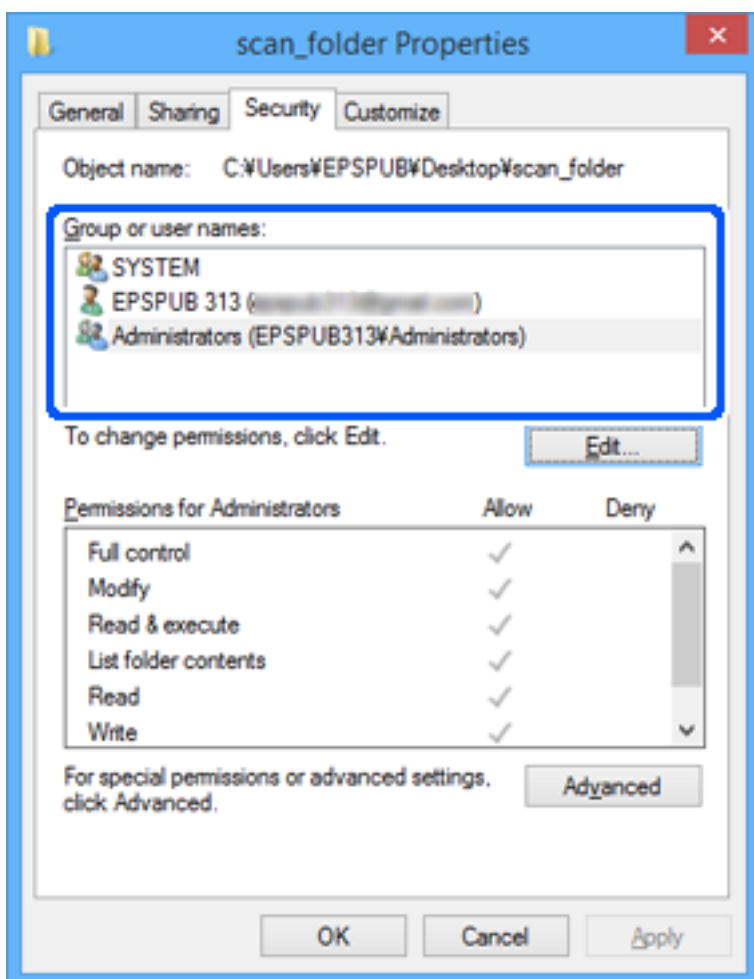 scan_folder Properties
General Sharing Security Customize
Object name: C:¥Users¥EPSPUB¥Desktop¥scan_folder
Group or user names:
SYSTEM
EPSPUB 313 ( )
Administrators (EPSPUB313¥Administrators)
To change permissions, click Edit.
Edit...
Permissions for Administrators Allow Deny
Full control
Modify
Read & execute
List folder contents
Read
Write
For special permissions or advanced settings,
click Advanced.
Advanced
OK Cancel Apply